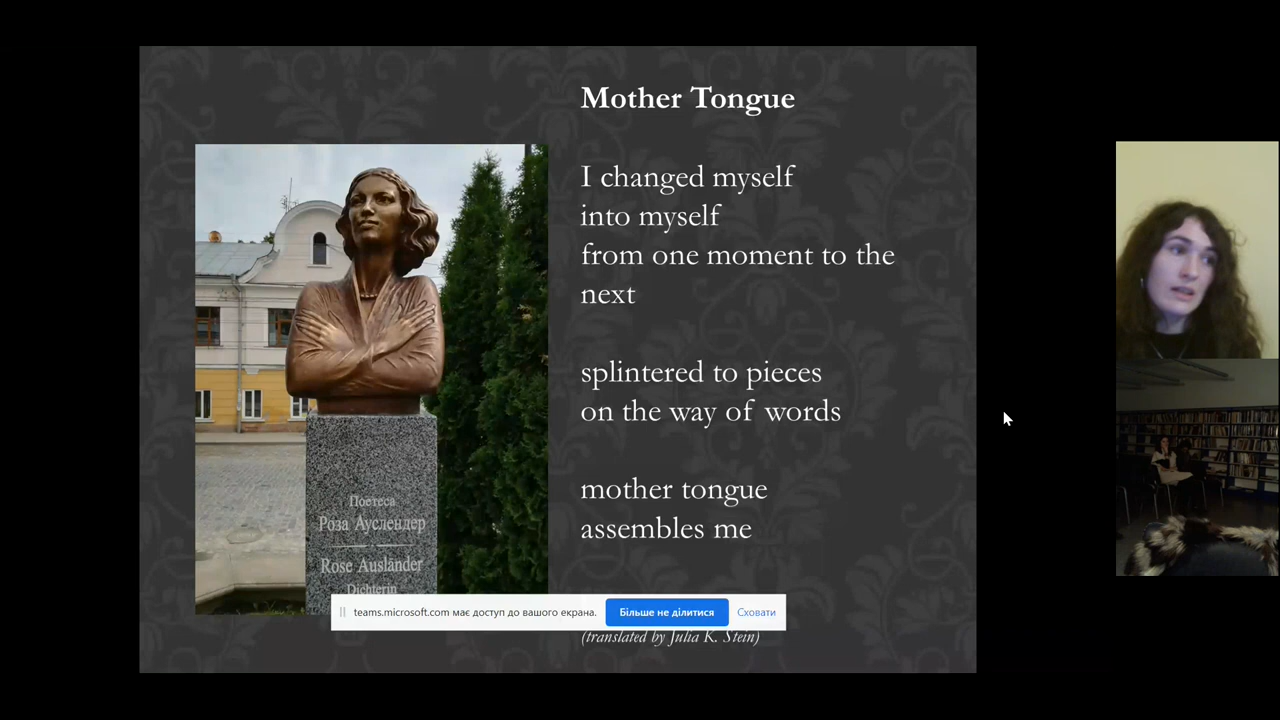 Mother Tongue
I changed myself
into myself
from one moment to the
next
splintered to pieces
on the way of words
mother tongue
assembles me
(translated by Julia K. Stein)
Поетеса
Роза Ауслендер
Rose Ausländer
Dichterin
teams.microsoft.com має доступ до вашого екрана.
Більше не ділитися
Сховати